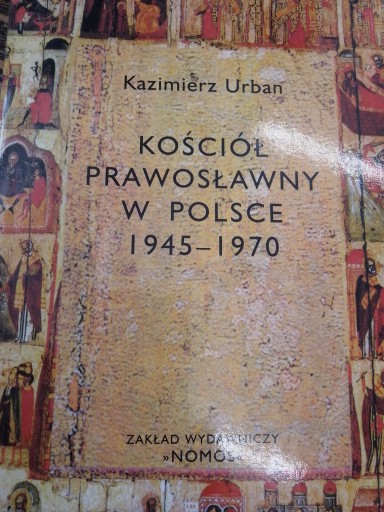 Kazimierz Urban
KOŚCIÓŁ
PRAWOSŁAWNY
W POLSCE
1945–1970
ZAKŁAD WYDAWNICZY
»NOMOS«